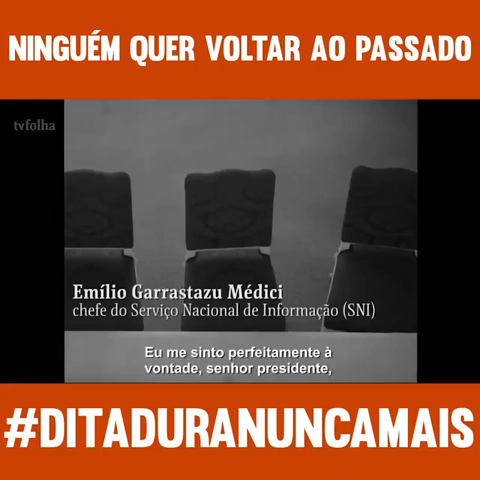 NINGUÉM QUER VOLTAR AO PASSADO
tvfolha
Emílio Garrastazu Médici
chefe do Serviço Nacional de Informação (SNI)
Eu me sinto perfeitamente à
vontade, senhor presidente,
#DITADURANUNCAMAIS